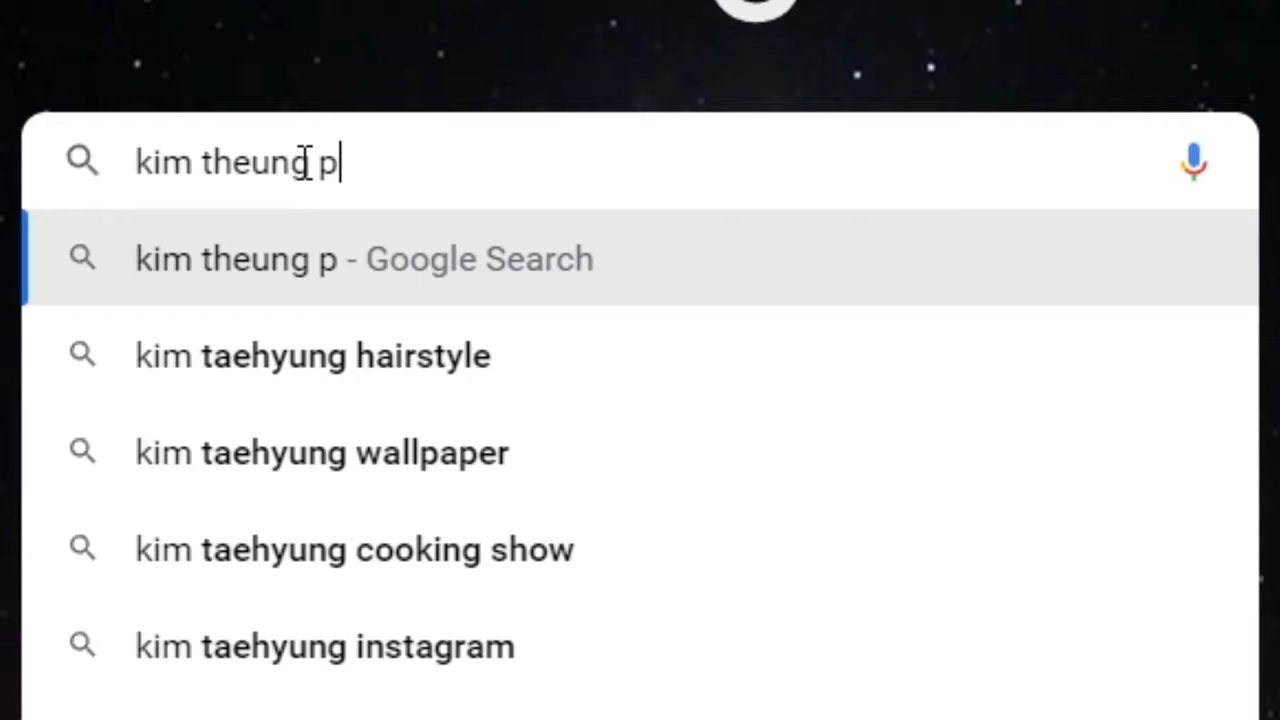 kim theung p
kim theung p - Google Search
kim taehyung hairstyle
kim taehyung wallpaper
kim taehyung cooking show
kim taehyung instagram